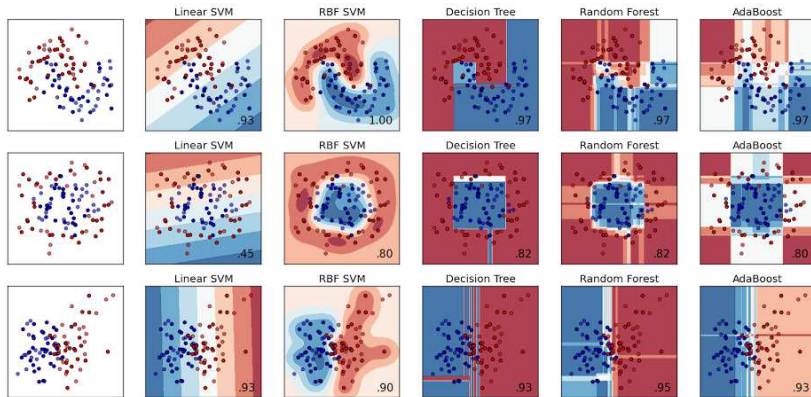 Linear SVM RBF SVM Decision Tree Random Forest AdaBoost
.93 1.00 .97 .97 .97
Linear SVM RBF SVM Decision Tree Random Forest AdaBoost
.45 .80 .82 .82 .80
Linear SVM RBF SVM Decision Tree Random Forest AdaBoost
.93 .90 .93 .95 .93